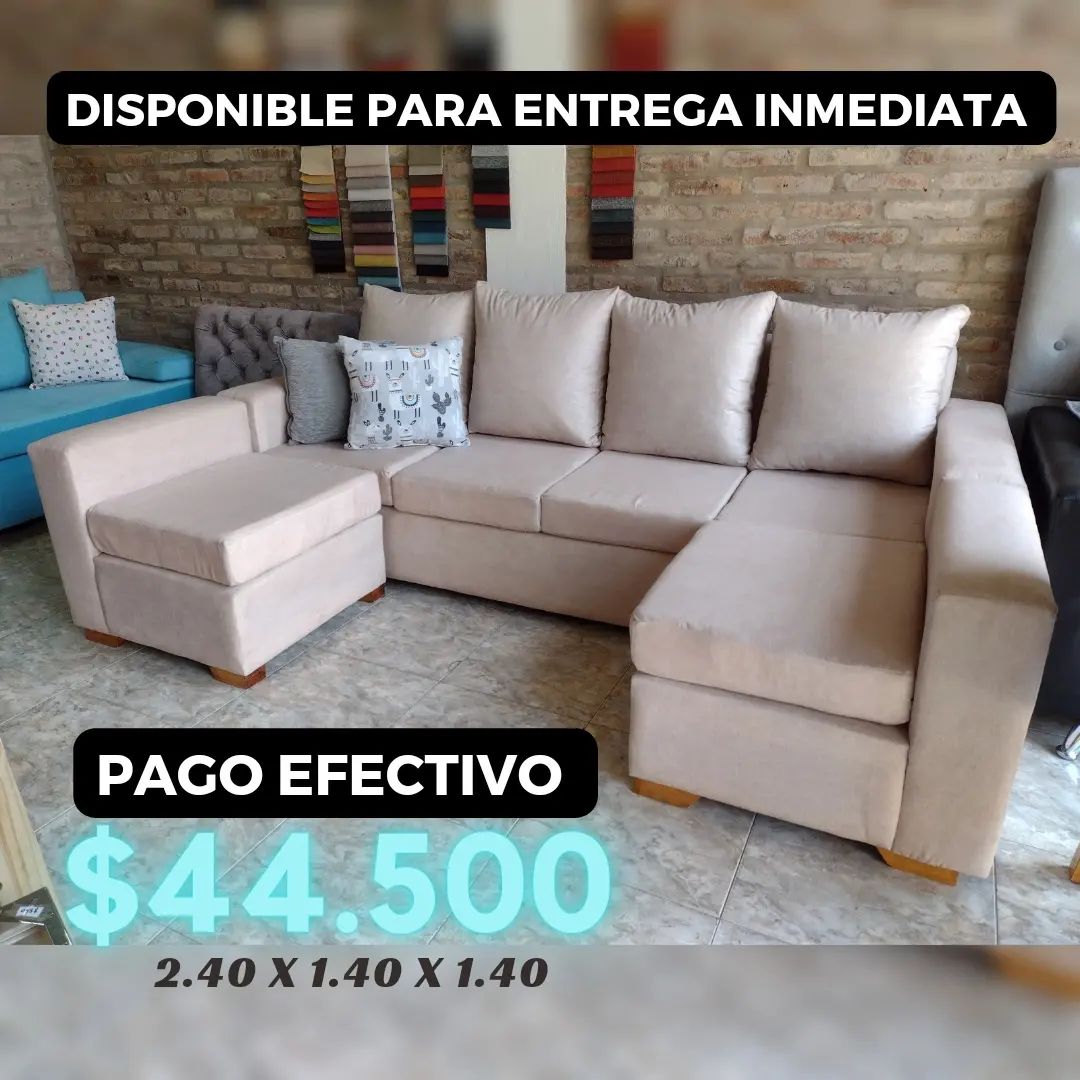 DISPONIBLE PARA ENTREGA INMEDIATA
PAGO EFECTIVO
$44.500
2.40 X 1.40 X 1.40